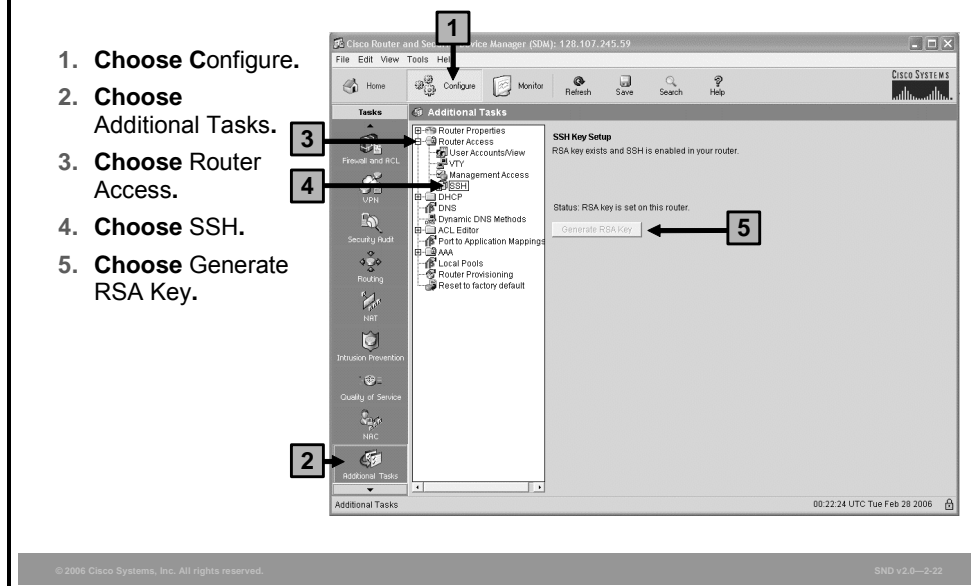 1. Choose Configure.
2. Choose
Additional Tasks.
3. Choose Router
Access.
4. Choose SSH.
5. Choose Generate
RSA Key.
1
Cisco Router and Security Device Manager (SDM): 128.107.245.59
File Edit View Tools Help
Home
Configure
Monitor
Refresh
Save
Search
Help
CISCO SYSTEMS
Tasks
Additional Tasks
Firewall and ACL
VPN
Security Audit
Routing
NAT
Intrusion Prevention
Quality of Service
NAC
Additional Tasks
3
4
2
Router Properties
Router Access
User Accounts/View
VTY
Management Access
SSH
DHCP
DNS
Dynamic DNS Methods
ACL Editor
Port to Application Mappings
AAA
Local Pools
Router Provisioning
Reset to factory default
SSH Key Setup
RSA key exists and SSH is enabled in your router.
Status: RSA key is set on this router.
Generate RSA Key
5
Additional Tasks
00:22:24 UTC Tue Feb 28 2006
© 2006 Cisco Systems, Inc. All rights reserved.
SND v2.0—2-22